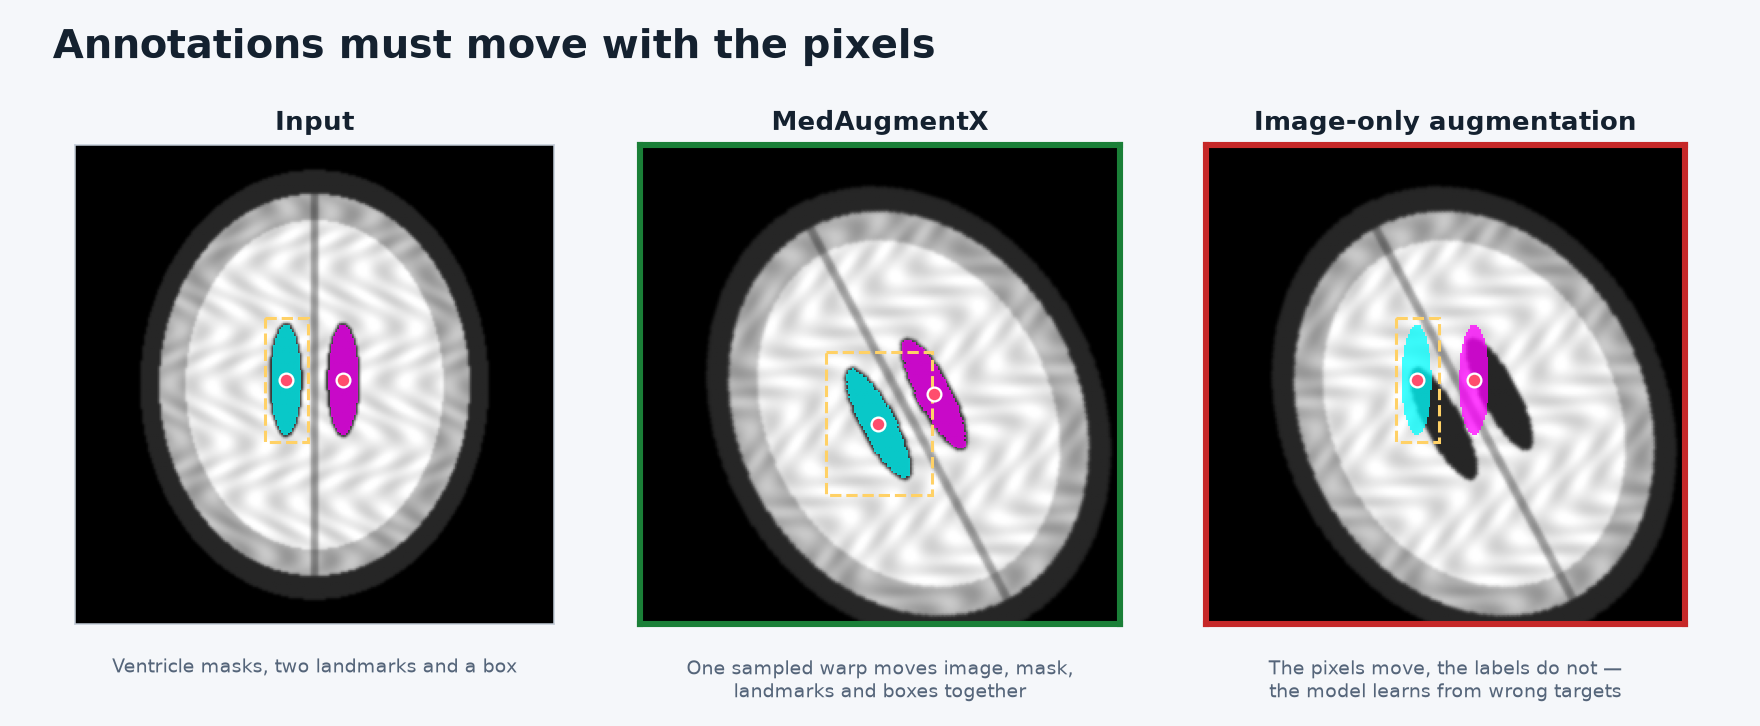 Annotations must move with the pixels
Input
MedAugmentX
Image-only augmentation
Ventricle masks, two landmarks and a box
One sampled warp moves image, mask,
landmarks and boxes together
The pixels move, the labels do not —
the model learns from wrong targets